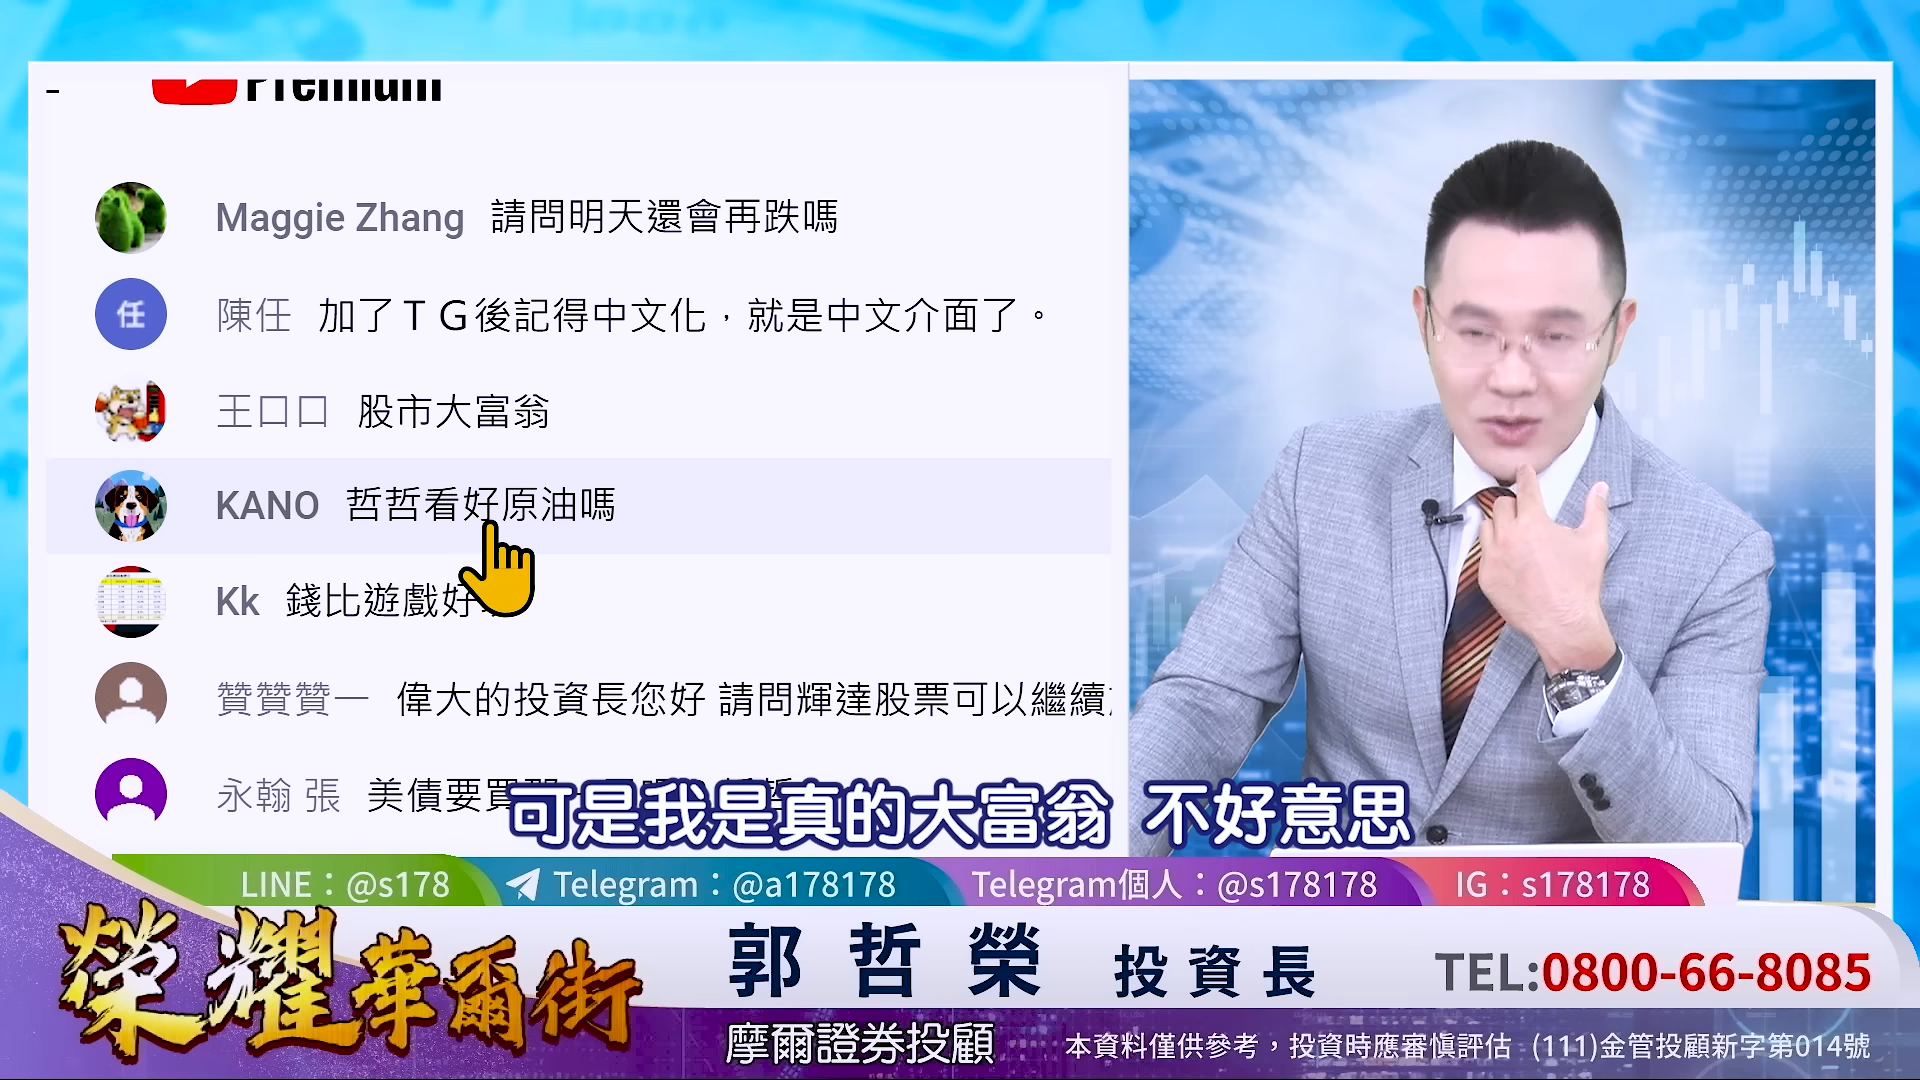 Premium
Maggie Zhang 請問明天還會再跌嗎
任
陳任 加了ＴＧ後記得中文化，就是中文介面了。
王口口 股市大富翁
KANO 哲哲看好原油嗎
Kk 錢比遊戲好
贊贊贊一 偉大的投資長您好 請問輝達股票可以繼續
永翰 張 美債要買
可是我是真的大富翁 不好意思
LINE：@s178 Telegram：@a178178 Telegram個人：@s178178 IG：s178178
榮耀華爾街
郭哲榮 投資長 TEL:0800-66-8085
摩爾證券投顧 本資料僅供參考，投資時應審慎評估 (111)金管投顧新字第014號